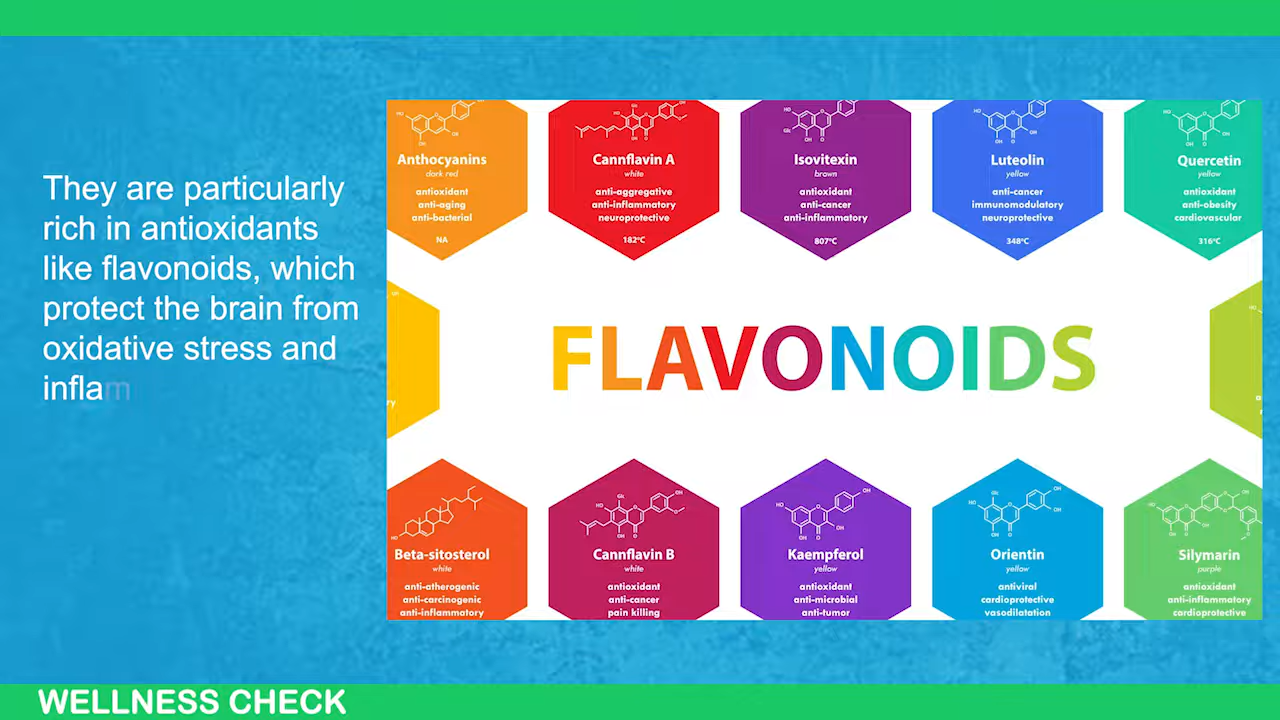 They are particularly
rich in antioxidants
like flavonoids, which
protect the brain from
oxidative stress and
inflam
Anthocyanins
dark red
antioxidant
anti-aging
anti-bacterial
NA
Cannflavin A
white
anti-aggregative
anti-inflammatory
neuroprotective
182°C
Isovitexin
brown
antioxidant
anti-cancer
anti-inflammatory
807°C
Luteolin
yellow
anti-cancer
immunomodulatory
neuroprotective
348°C
Quercetin
yellow
antioxidant
anti-obesity
cardiovascular
316°C
FLAVONOIDS
Beta-sitosterol
white
anti-atherogenic
anti-carcinogenic
anti-inflammatory
Cannflavin B
white
antioxidant
anti-cancer
pain killing
Kaempferol
yellow
antioxidant
anti-microbial
anti-tumor
Orientin
yellow
antiviral
cardioprotective
vasodilatation
Silymarin
purple
antioxidant
anti-inflammatory
cardioprotective
WELLNESS CHECK